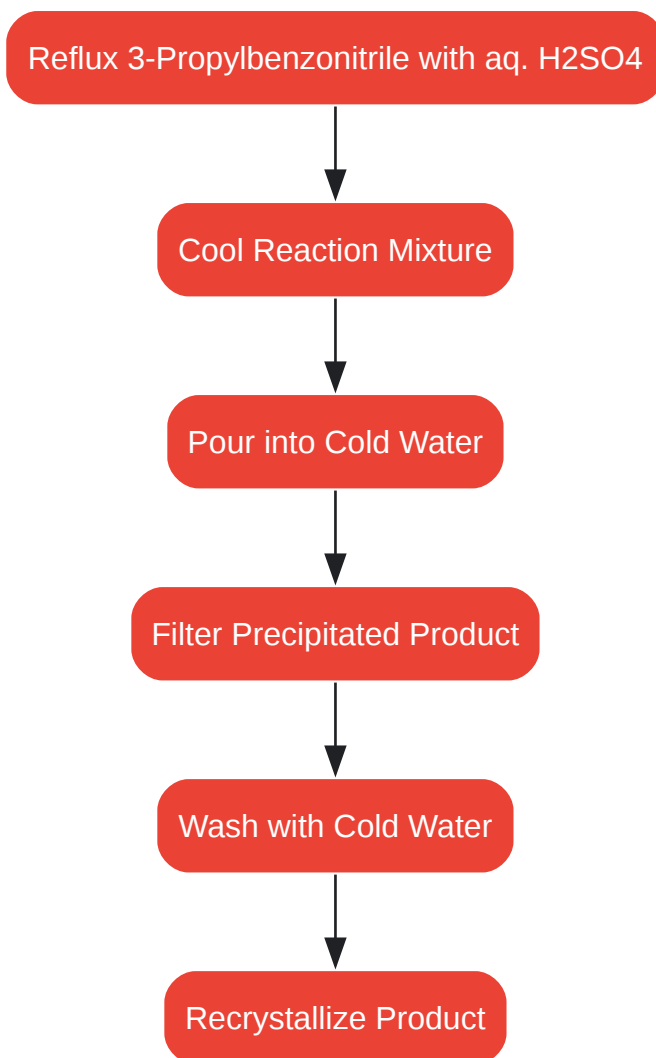 Reflux 3-Propylbenzonitrile with aq. H2SO4
Cool Reaction Mixture
Pour into Cold Water
Filter Precipitated Product
Wash with Cold Water
Recrystallize Product